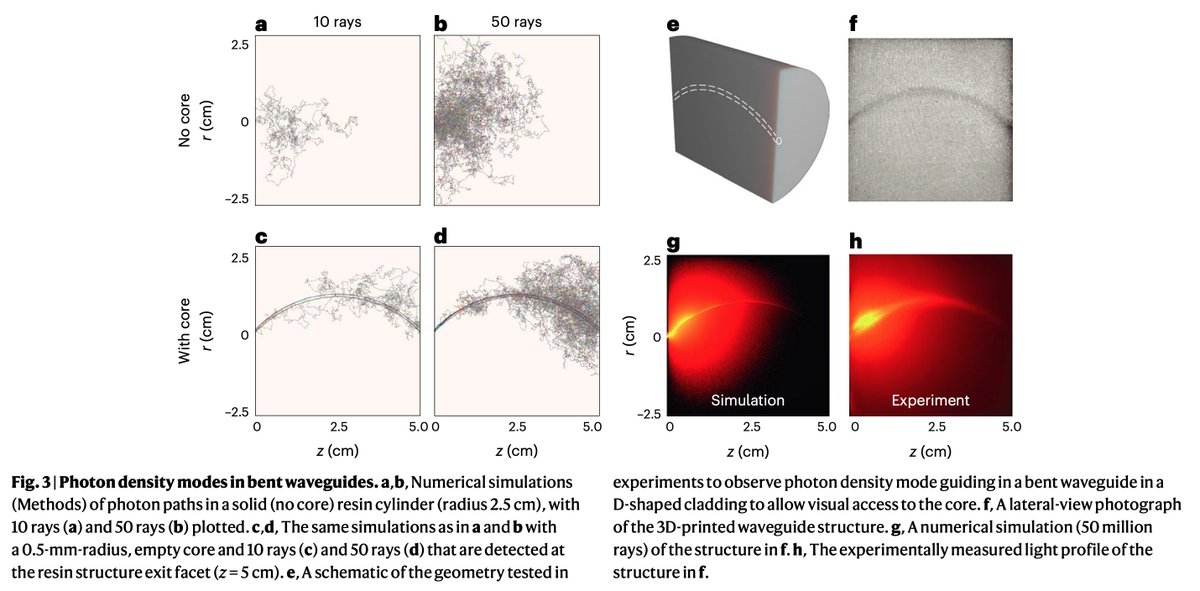 a
10 rays
b
50 rays
2.5
0
−2.5
No core
r (cm)
c
d
2.5
0
−2.5
With core
r (cm)
0
2.5
5.0
z (cm)
0
2.5
5.0
z (cm)
e
f
g
h
2.5
0
−2.5
r (cm)
Simulation
Experiment
0
2.5
5.0
z (cm)
0
2.5
5.0
z (cm)
Fig. 3 | Photon density modes in bent waveguides. a,b, Numerical simulations
(Methods) of photon paths in a solid (no core) resin cylinder (radius 2.5 cm), with
10 rays (a) and 50 rays (b) plotted. c,d, The same simulations as in a and b with
a 0.5-mm-radius, empty core and 10 rays (c) and 50 rays (d) that are detected at
the resin structure exit facet (z = 5 cm). e, A schematic of the geometry tested in
experiments to observe photon density mode guiding in a bent waveguide in a
D-shaped cladding to allow visual access to the core. f, A lateral-view photograph
of the 3D-printed waveguide structure. g, A numerical simulation (50 million
rays) of the structure in f. h, The experimentally measured light profile of the
structure in f.